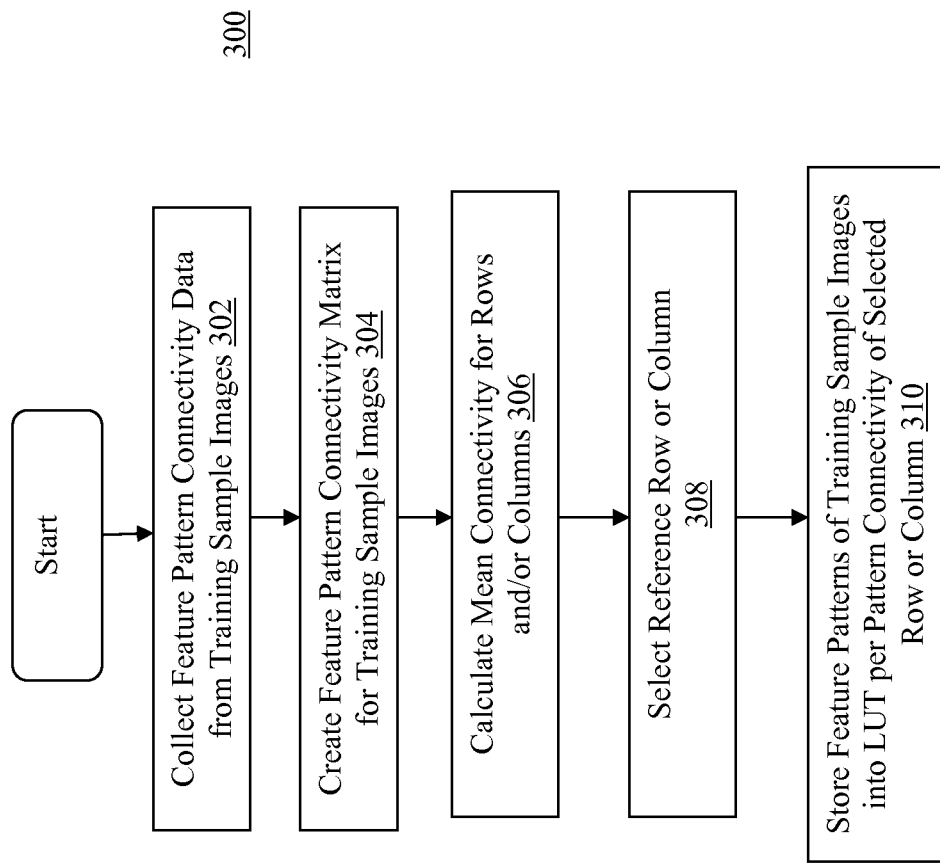 Start
Collect Feature Pattern Connectivity Data
from Training Sample Images 302
Create Feature Pattern Connectivity Matrix
for Training Sample Images 304
Calculate Mean Connectivity for Rows
and/or Columns 306
Select Reference Row or Column
308
Store Feature Patterns of Training Sample Images
into LUT per Pattern Connectivity of Selected
Row or Column 310
300